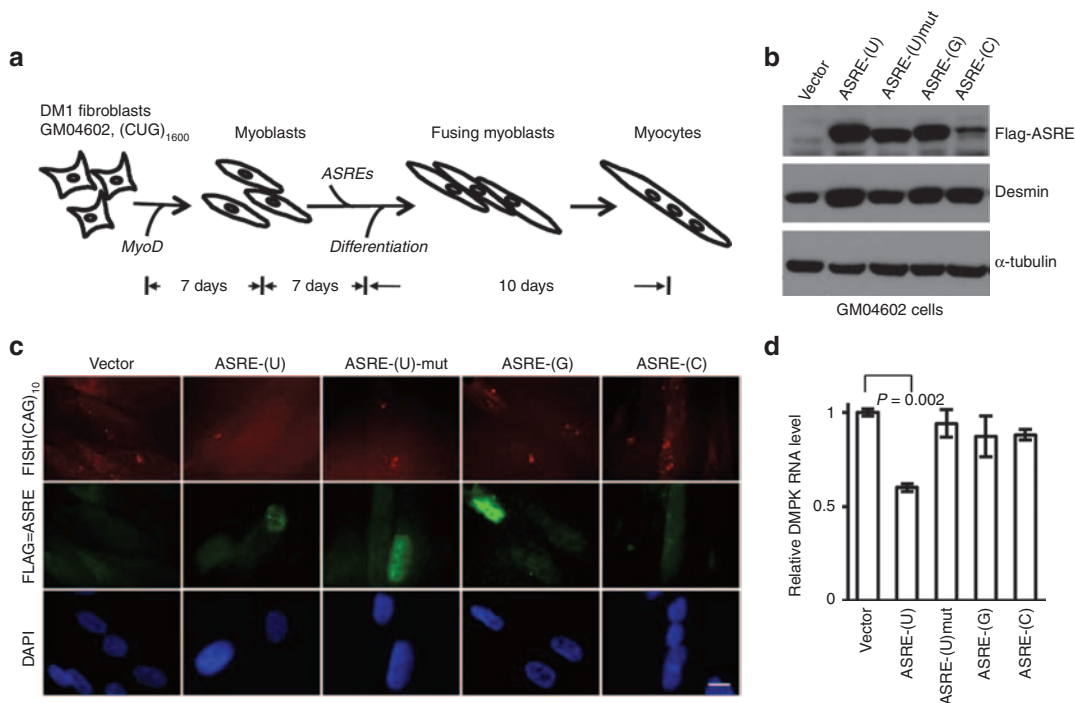 a
DM1 fibroblasts
GM04602, (CUG)1600
Myoblasts
Fusing myoblasts
Myocytes
ASREs
MyoD
Differentiation
7 days
7 days
10 days
b
Vector
ASRE-(U)
ASRE-(U)mut
ASRE-(G)
ASRE-(C)
Flag-ASRE
Desmin
α-tubulin
GM04602 cells
c
Vector
ASRE-(U)
ASRE-(U)-mut
ASRE-(G)
ASRE-(C)
FISH(CAG)10
FLAG=ASRE
DAPI
d
P = 0.002
1
0.5
0
Relative DMPK RNA level
Vector
ASRE-(U)
ASRE-(U)mut
ASRE-(G)
ASRE-(C)